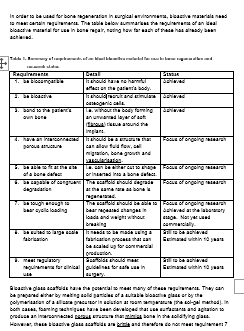 In order to be used for bone regeneration in surgical environments, bioactive materials need
to meet certain requirements. The table below summarises the requirements of an ideal
bioactive material for use in bone repair, noting how far each of these has already been
achieved.
Table 1. Summary of requirements of an ideal bioactive material for use in bone regeneration and
research status
Requirements Detail Status
1. be biocompatible It should have no harmful effect on the patient's body. Achieved
2. be bioactive It should recruit and stimulate osteogenic cells. Achieved
3. bond to the patient's own bone i.e. without the body forming an unwanted layer of soft (fibrous) tissue around the implant. Achieved
4. have an interconnected porous structure It should be a structure that can allow fluid flow, cell migration, bone growth and vascularisation. Focus of ongoing research
5. be able to fit at the site of a bone defect i.e. can be either cut to shape or inserted into a bone defect. Focus of ongoing research
6. be capable of congruent degradation The scaffold should degrade at the same rate as bone is regenerated. Focus of ongoing research
7. be tough enough to bear cyclic loading The scaffold should be able to bear repeated changes in loads and weight without breaking Focus of ongoing research Achieved at the laboratory stage. Not yet used commercially.
8. be suited to large scale fabrication It needs to be made using a fabrication process that can be scaled up for commercial production. Still to be achieved Estimated within 10 years
9. meet regulatory requirements for clinical use Scaffolds should meet guidelines for safe use in surgery. Still to be achieved Estimated within 10 years
Bioactive glass scaffolds have the potential to meet many of these requirements. They can
be prepared either by melting solid particles of a suitable bioactive glass or by the
polymerisation of a silicate precursor in solution at room temperature (the sol-gel method). In
both cases, foaming techniques have been developed that use surfactants and agitation to
produce an interconnected porous structure that mimics bone in the solidifying glass.
However, these bioactive glass scaffolds are brittle and therefore do not meet requirement 7